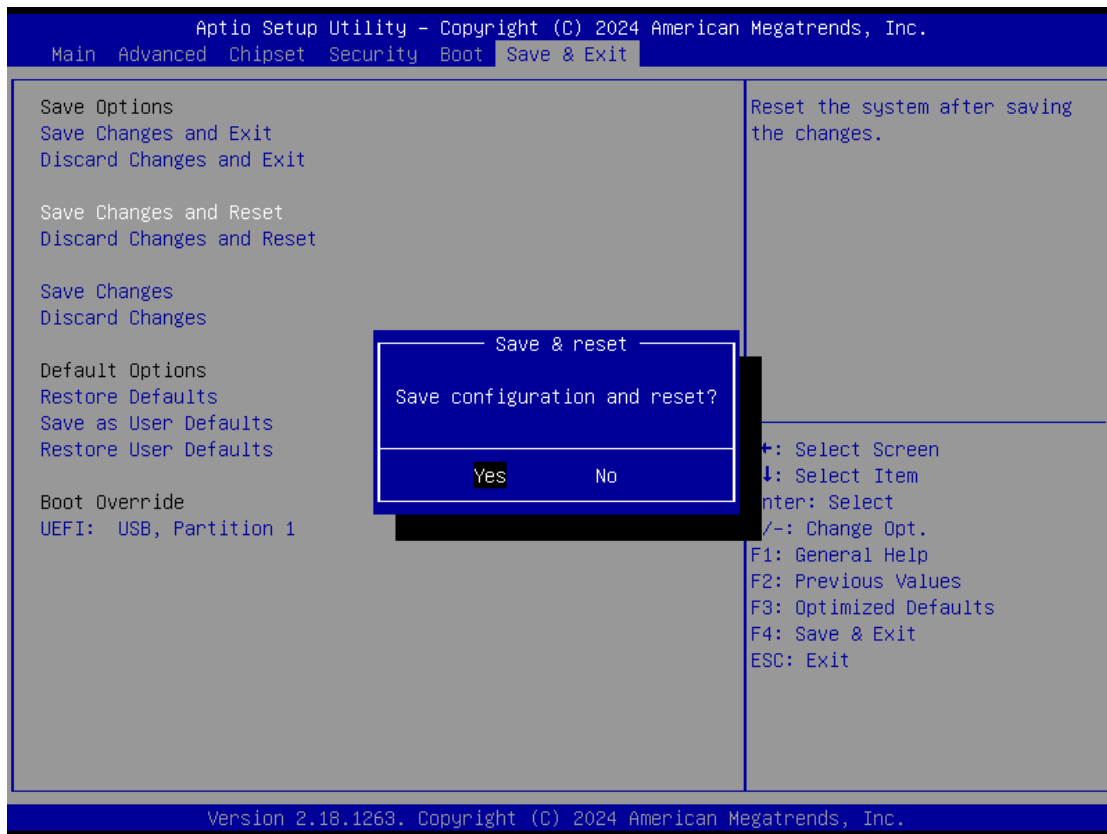 Aptio Setup Utility – Copyright (C) 2024 American Megatrends, Inc.
Main Advanced Chipset Security Boot Save & Exit
Save Options
Save Changes and Exit
Discard Changes and Exit
Save Changes and Reset
Discard Changes and Reset
Save Changes
Discard Changes
Default Options
Restore Defaults
Save as User Defaults
Restore User Defaults
Boot Override
UEFI: USB, Partition 1
Save & reset
Save configuration and reset?
Yes No
Reset the system after saving
the changes.
: Select Screen
: Select Item
nter: Select
/-: Change Opt.
F1: General Help
F2: Previous Values
F3: Optimized Defaults
F4: Save & Exit
ESC: Exit
Version 2.18.1263. Copyright (C) 2024 American Megatrends, Inc.